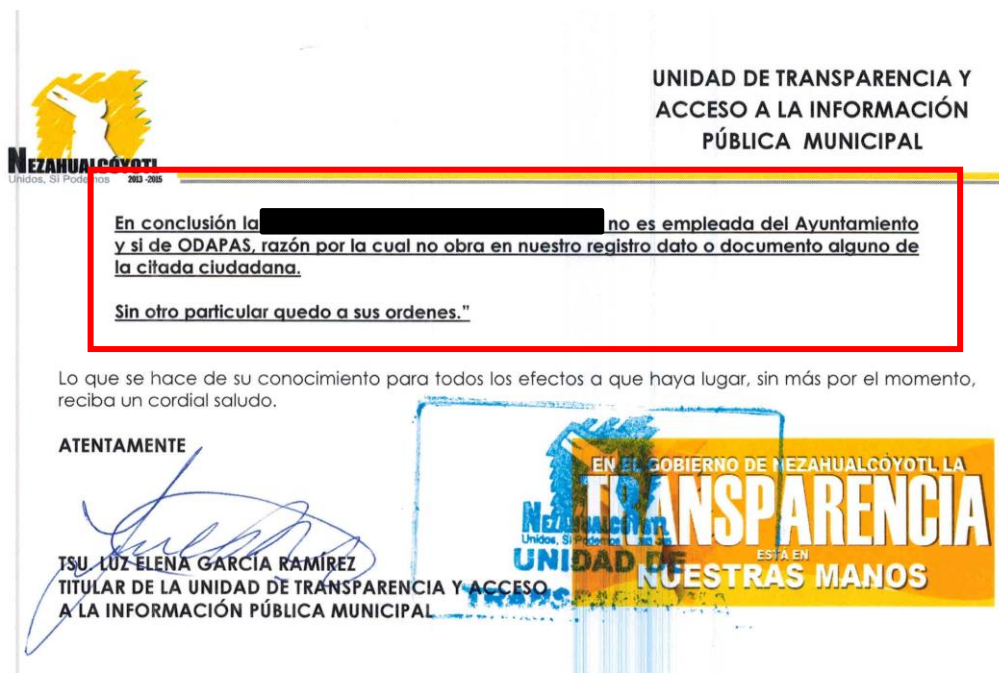 UNIDAD DE TRANSPARENCIA Y
ACCESO A LA INFORMACIÓN
PÚBLICA MUNICIPAL
NEZAHUALCÓYOTL
Unidos, Sí Podemos 2013 -2015
En conclusión la no es empleada del Ayuntamiento
y si de ODAPAS, razón por la cual no obra en nuestro registro dato o documento alguno de
la citada ciudadana.
Sin otro particular quedo a sus ordenes.”
Lo que se hace de su conocimiento para todos los efectos a que haya lugar, sin más por el momento,
reciba un cordial saludo.
ATENTAMENTE
TSU. LUZ ELENA GARCÍA RAMÍREZ
TITULAR DE LA UNIDAD DE TRANSPARENCIA Y ACCESO
A LA INFORMACIÓN PÚBLICA MUNICIPAL
NEZAHUALCÓYOTL
Unidos, Sí Podemos
UNIDAD DE
TRANSPARENCIA
EN EL GOBIERNO DE NEZAHUALCÓYOTL LA
TRANSPARENCIA
ESTÁ EN
NUESTRAS MANOS